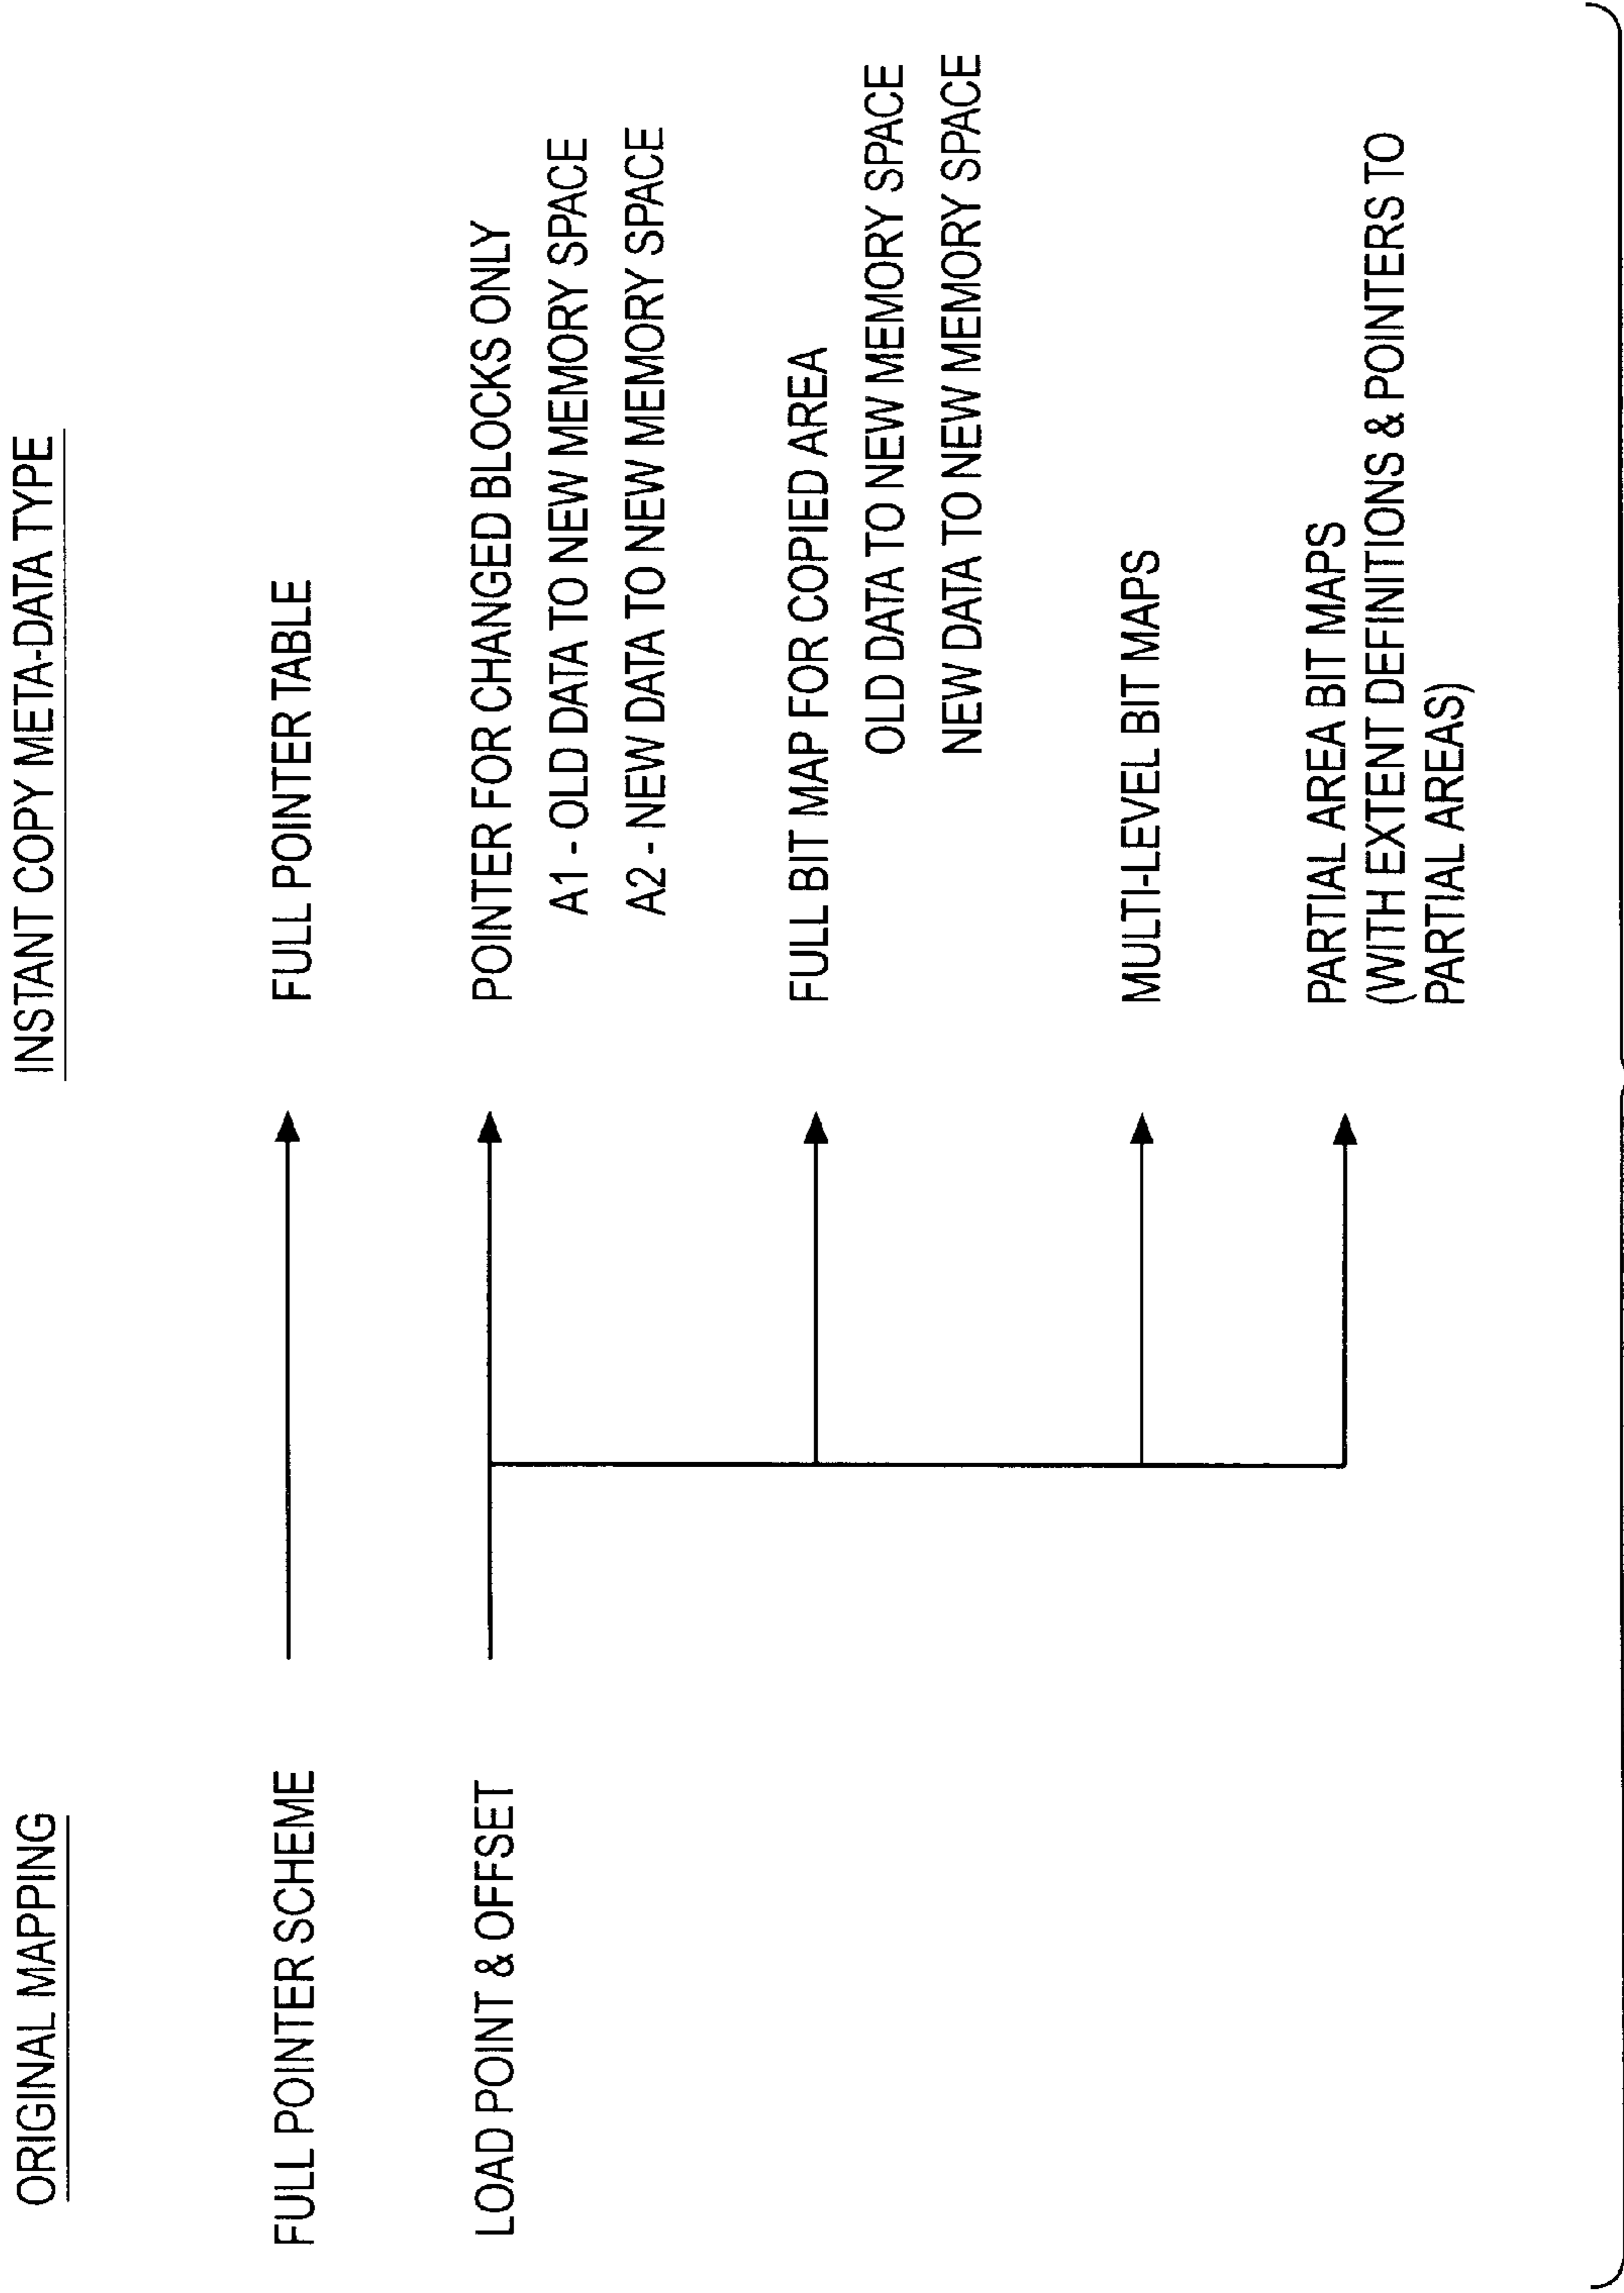 ORIGINAL MAPPING
INSTANT COPY META-DATA TYPE
FULL POINTER SCHEME
FULL POINTER TABLE
LOAD POINT & OFFSET
POINTER FOR CHANGED BLOCKS ONLY
A1 - OLD DATA TO NEW MEMORY SPACE
A2 - NEW DATA TO NEW MEMORY SPACE
FULL BIT MAP FOR COPIED AREA
OLD DATA TO NEW MEMORY SPACE
NEW DATA TO NEW MEMORY SPACE
MULTI-LEVEL BIT MAPS
PARTIAL AREA BIT MAPS
(WITH EXTENT DEFINITIONS & POINTERS TO
PARTIAL AREAS)